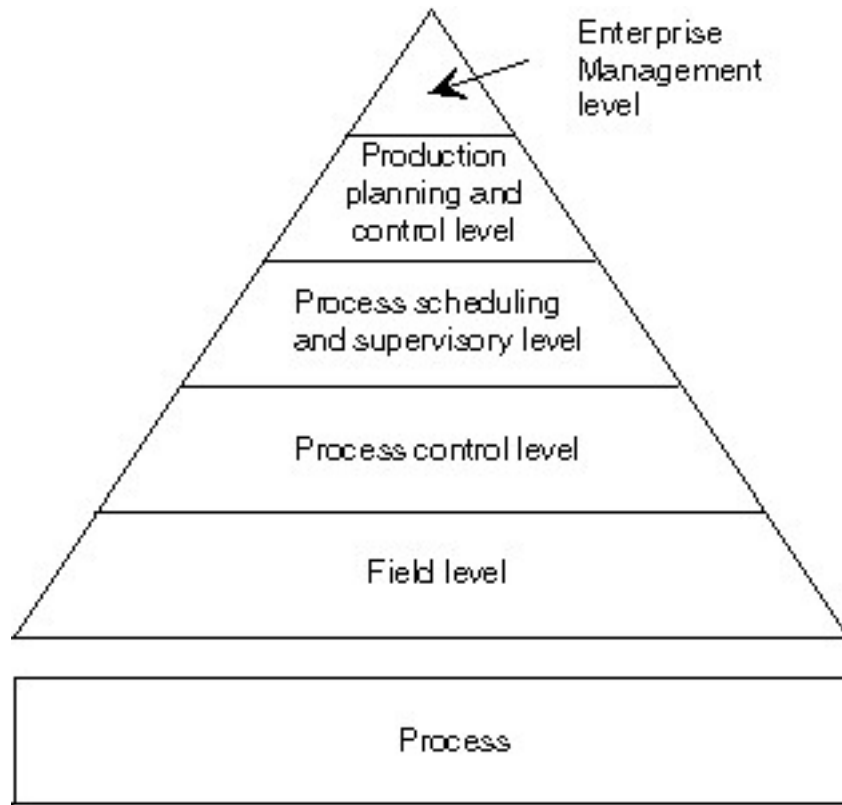 Enterprise
Management
level
Production
planning and
control level
Process scheduling
and supervisory level
Process control level
Field level
Process